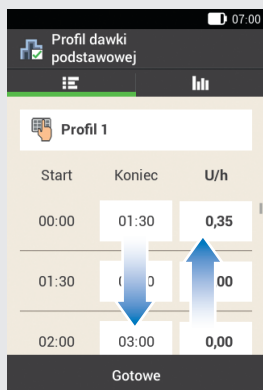 07:00
Profil dawki
podstawowej
Profil 1
Start Koniec U/h
00:00 01:30 0,35
01:30 00
02:00 03:00 0,00
Gotowe